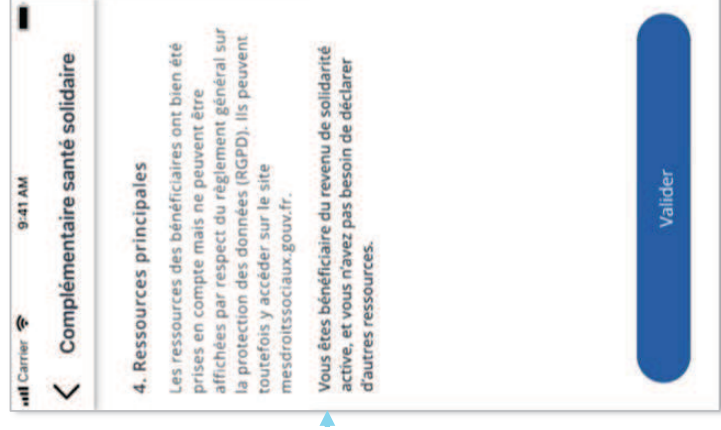 Carrier 9:41 AM
Complémentaire santé solidaire
4. Ressources principales
Les ressources des bénéficiaires ont bien été
prises en compte mais ne peuvent être
affichées par respect du règlement général sur
la protection des données (RGPD). Ils peuvent
toutefois y accéder sur le site
mesdroitssociaux.gouv.fr.
Vous êtes bénéficiaire du revenu de solidarité
active, et vous n'avez pas besoin de déclarer
d'autres ressources.
Valider